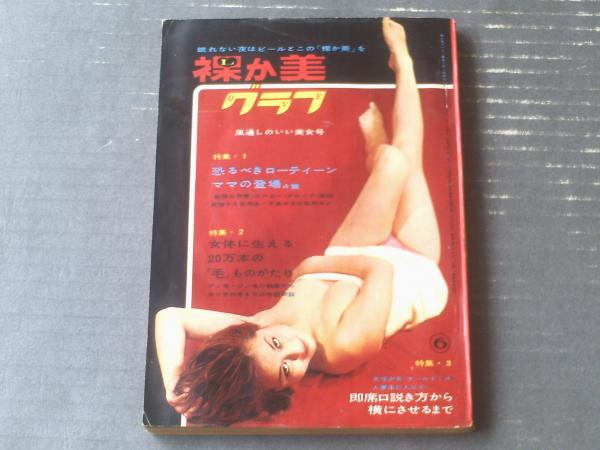 眠れない夜はビールとこの「裸か美」を
裸か美
L
O V E
グラフ
風通しのいい美女号
特集・1
恐るべきローティーン
ママの登場
特集・2
女体に生える
20万本の
「毛」ものがたり
6
特集・3
即席口説き方から
横にさせるまで